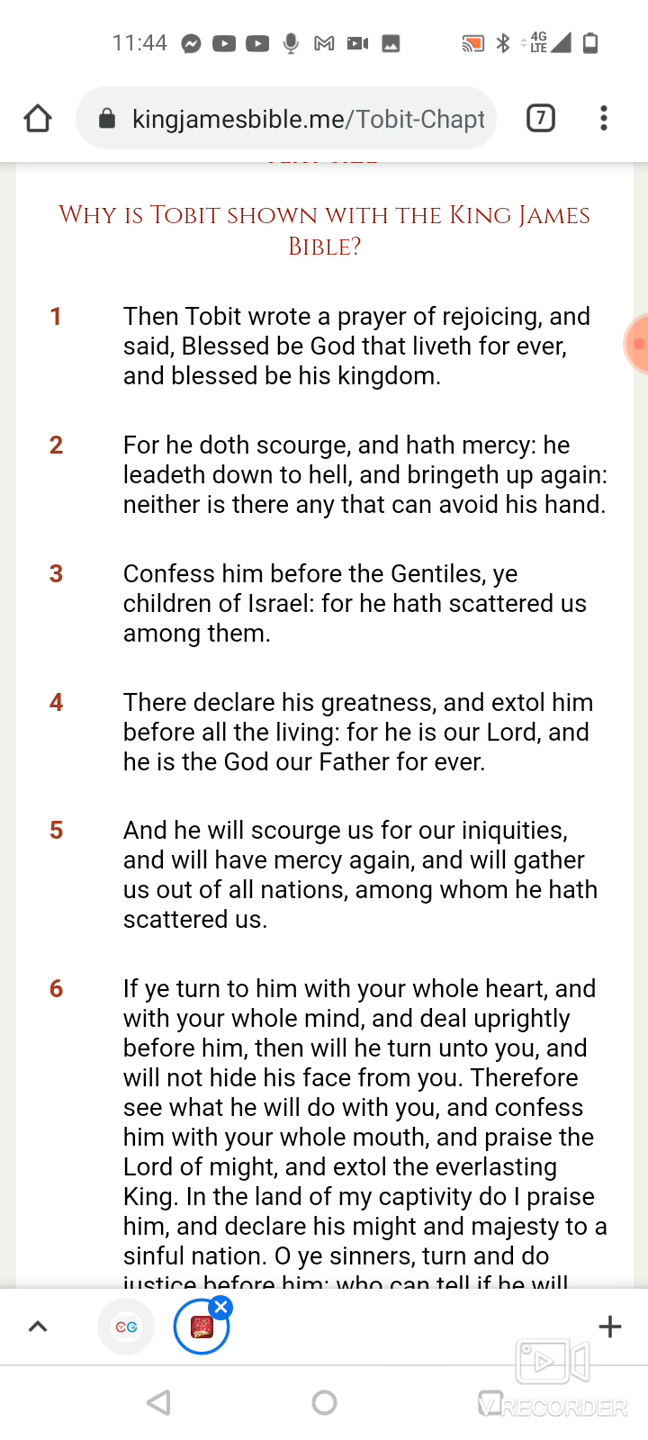 11:44
4G
LTE
kingjamesbible.me/Tobit-Chapt
7
WHY IS TOBIT SHOWN WITH THE KING JAMES
BIBLE?
1 Then Tobit wrote a prayer of rejoicing, and
said, Blessed be God that liveth for ever,
and blessed be his kingdom.
2 For he doth scourge, and hath mercy: he
leadeth down to hell, and bringeth up again:
neither is there any that can avoid his hand.
3 Confess him before the Gentiles, ye
children of Israel: for he hath scattered us
among them.
4 There declare his greatness, and extol him
before all the living: for he is our Lord, and
he is the God our Father for ever.
5 And he will scourge us for our iniquities,
and will have mercy again, and will gather
us out of all nations, among whom he hath
scattered us.
6 If ye turn to him with your whole heart, and
with your whole mind, and deal uprightly
before him, then will he turn unto you, and
will not hide his face from you. Therefore
see what he will do with you, and confess
him with your whole mouth, and praise the
Lord of might, and extol the everlasting
King. In the land of my captivity do I praise
him, and declare his might and majesty to a
sinful nation. O ye sinners, turn and do
justice before him: who can tell if he will
CG
VRECORDER